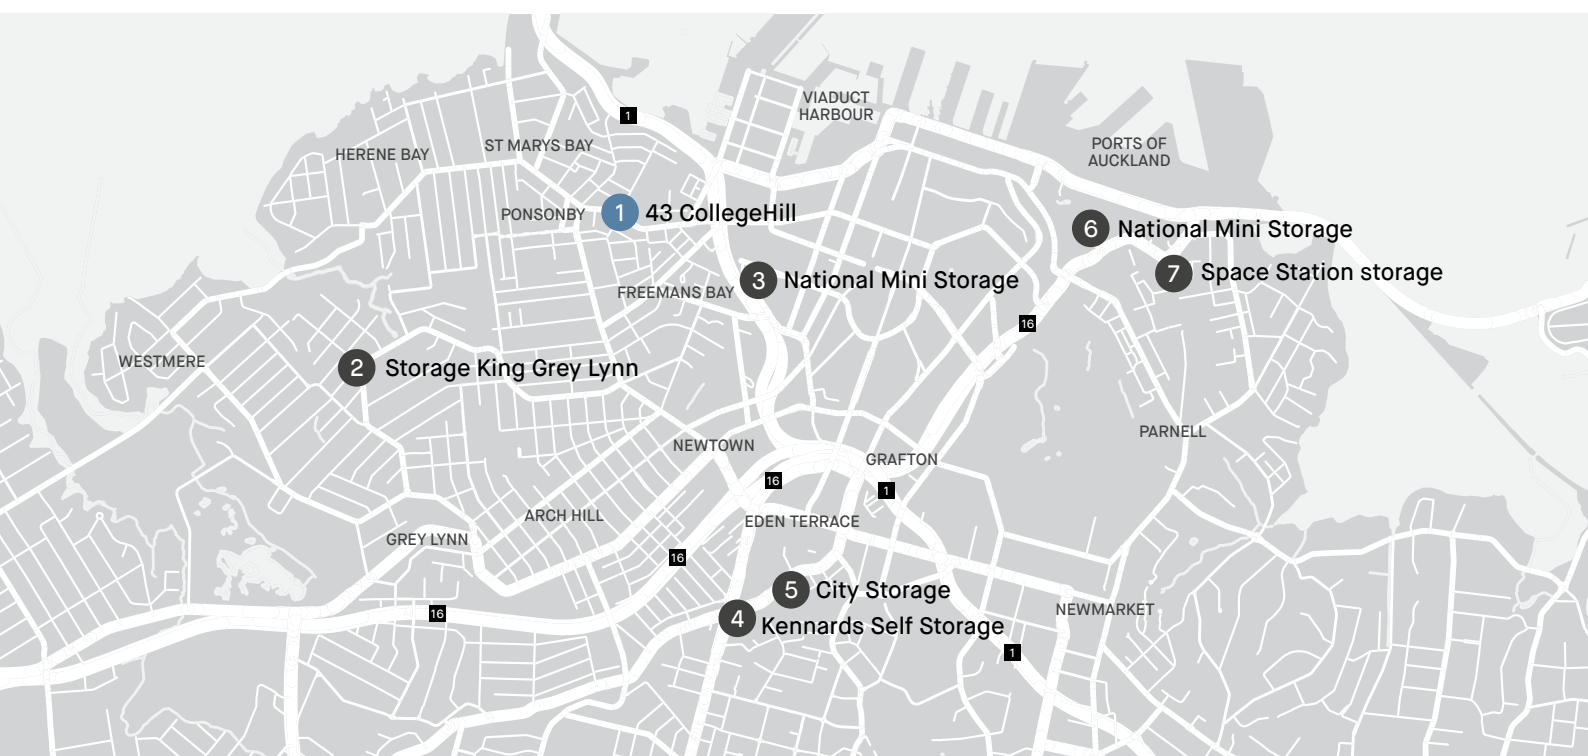 VIADUCT
HARBOUR
1
ST MARYS BAY
HERENE BAY
PORTS OF
AUCKLAND
PONSONBY
1 43 CollegeHill
6 National Mini Storage
7 Space Station storage
3 National Mini Storage
FREEMANS BAY
16
WESTMERE
2 Storage King Grey Lynn
PARNELL
NEWTOWN
GRAFTON
16
1
ARCH HILL
EDEN TERRACE
GREY LYNN
16
5 City Storage
16
NEWMARKET
4 Kennards Self Storage
1